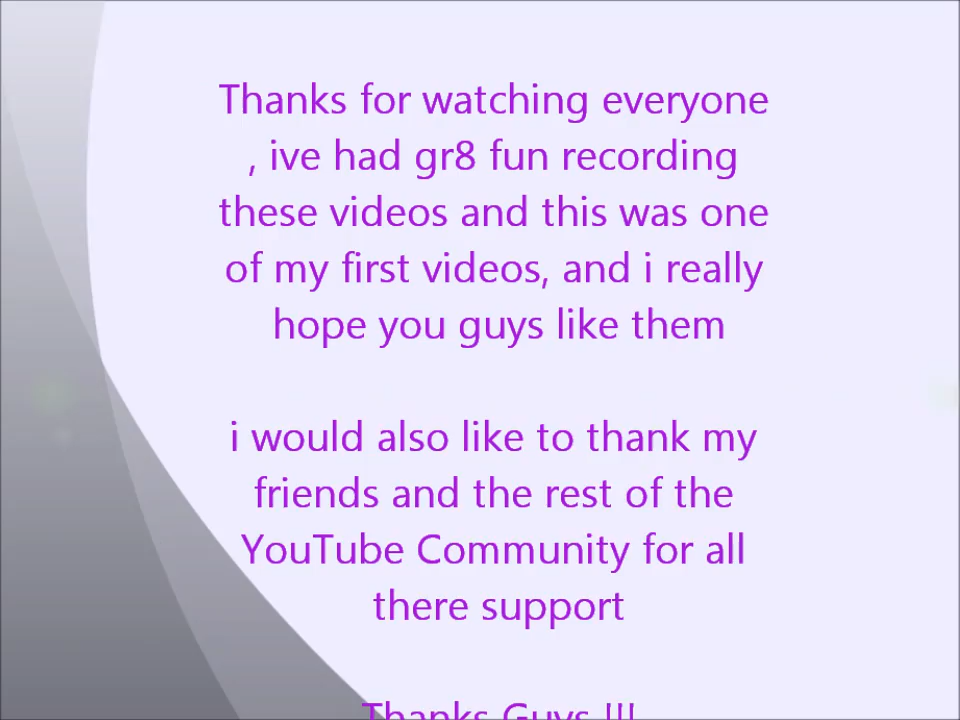 Thanks for watching everyone
, ive had gr8 fun recording
these videos and this was one
of my first videos, and i really
hope you guys like them
i would also like to thank my
friends and the rest of the
YouTube Community for all
there support
Thanks Guys !!!